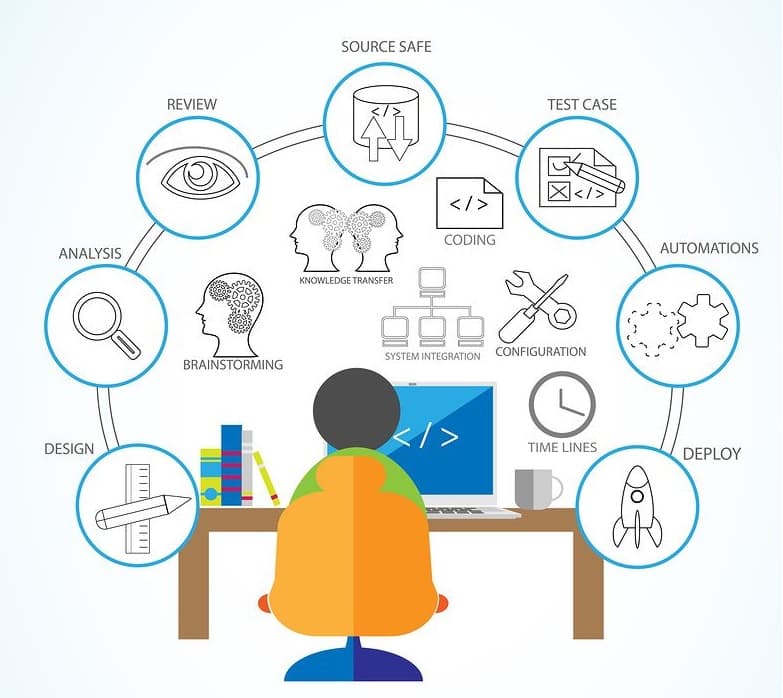 SOURCE SAFE
REVIEW
TEST CASE
</>
</>
</>
CODING
ANALYSIS
AUTOMATIONS
KNOWLEDGE TRANSFER
BRAINSTORMING
SYSTEM INTEGRATION
CONFIGURATION
DESIGN
</>
TIME LINES
DEPLOY